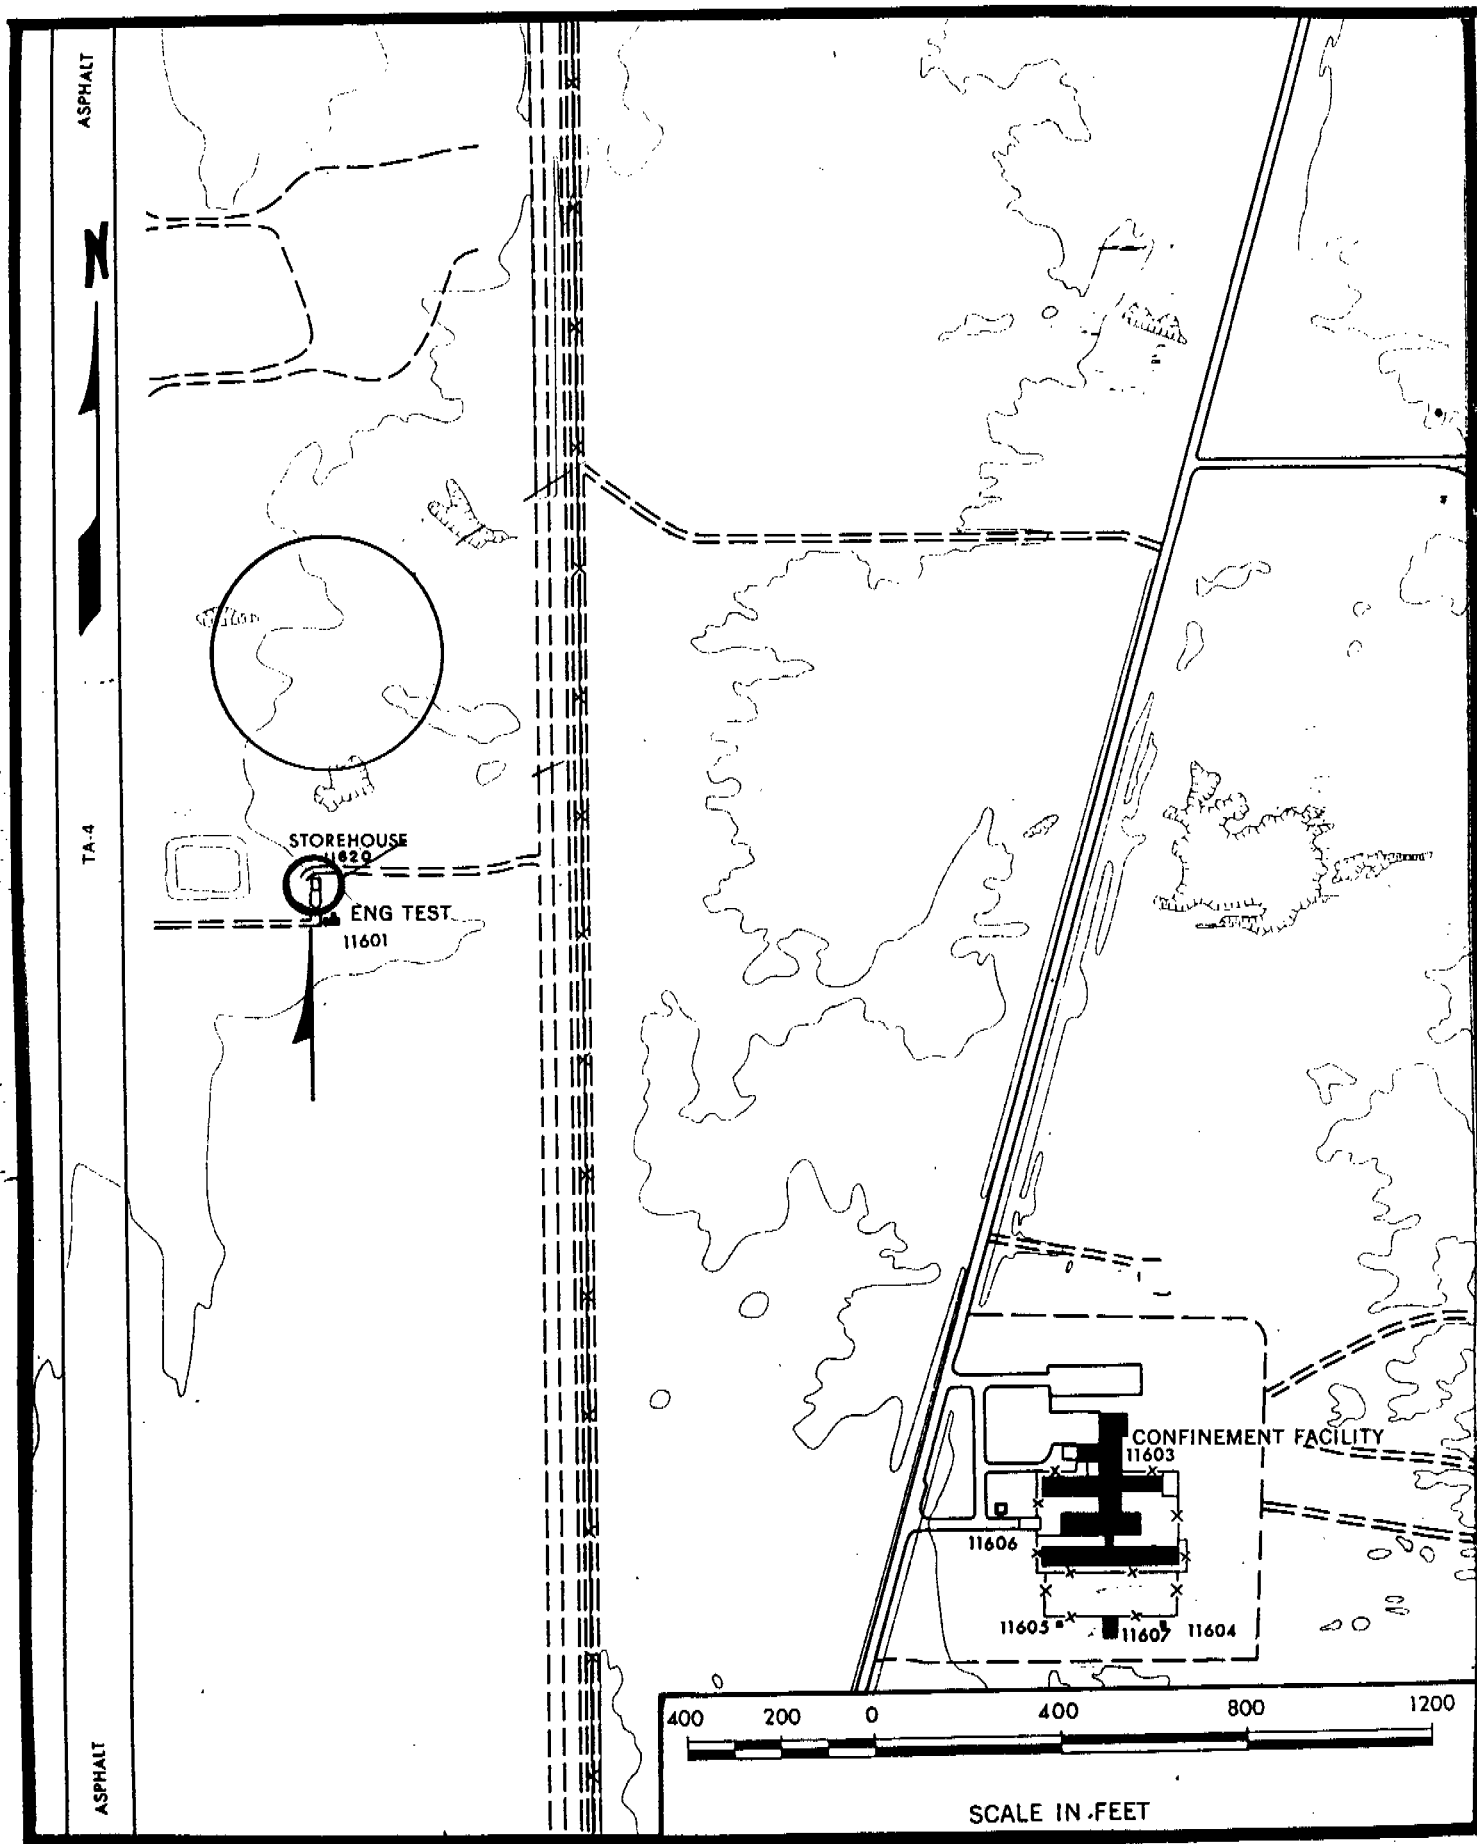 ASPHALT
N
TA-4
STOREHOUSE
11620
ENG TEST
11601
CONFINEMENT FACILITY
11603
11606
11605
11607
11604
400 200 0 400 800 1200
SCALE IN FEET
ASPHALT